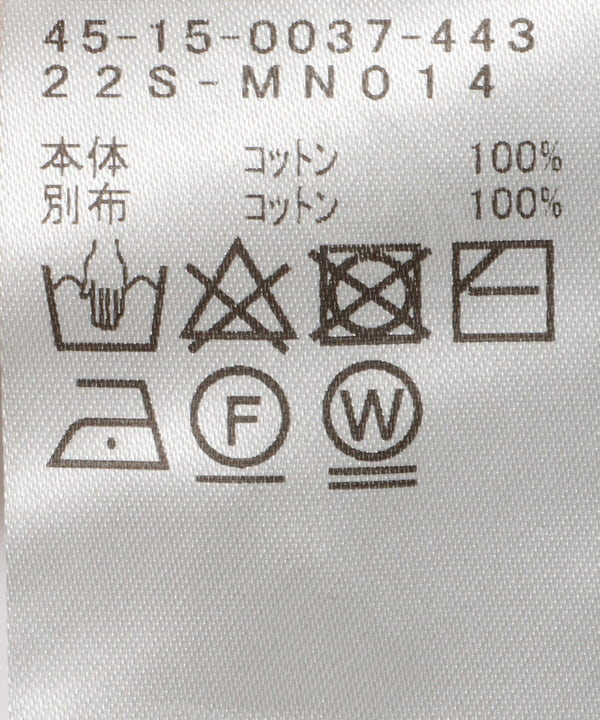 45-15-0037-443
22S-MN014
本体 コットン 100%
別布 コットン 100%
F W